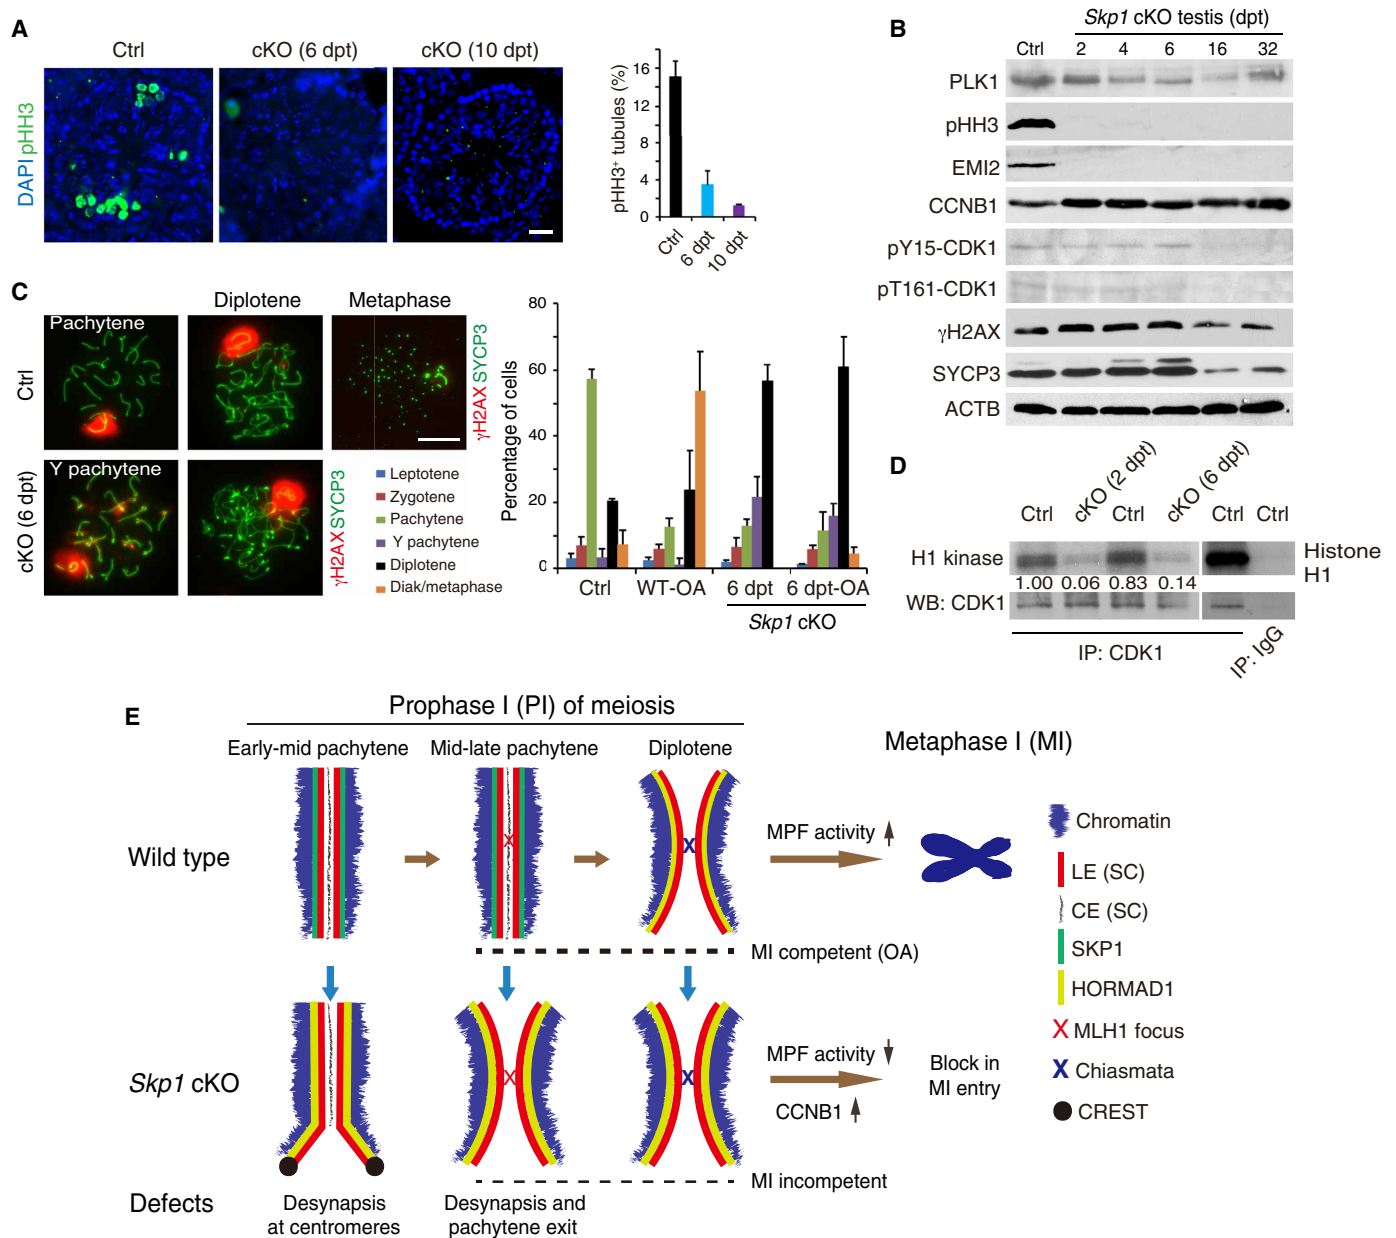 A
Ctrl
cKO (6 dpt)
cKO (10 dpt)
DAPI pHH3
pHH3⁺ tubules (%)
16
12
8
4
0
Ctrl
6 dpt
10 dpt
B
Skp1 cKO testis (dpt)
Ctrl 2 4 6 16 32
PLK1
pHH3
EMI2
CCNB1
pY15-CDK1
pT161-CDK1
γH2AX
SYCP3
ACTB
C
Diplotene
Metaphase
Pachytene
Ctrl
γH2AX SYCP3
Y pachytene
cKO (6 dpt)
γH2AX SYCP3
Leptotene
Zygotene
Pachytene
Y pachytene
Diplotene
Diak/metaphase
Percentage of cells
80
60
40
20
0
Ctrl
WT-OA
6 dpt
6 dpt-OA
Skp1 cKO
D
Ctrl
cKO (2 dpt)
Ctrl
cKO (6 dpt)
Ctrl
Ctrl
H1 kinase
Histone
H1
1.00 0.06 0.83 0.14
WB: CDK1
IP: CDK1
IP: IgG
E
Prophase I (PI) of meiosis
Early-mid pachytene
Mid-late pachytene
Diplotene
Metaphase I (MI)
Wild type
X
X
MPF activity
MI competent (OA)
Chromatin
LE (SC)
CE (SC)
SKP1
HORMAD1
X MLH1 focus
X Chiasmata
CREST
Skp1 cKO
X
X
MPF activity
CCNB1
Block in
MI entry
MI incompetent
Defects
Desynapsis
at centromeres
Desynapsis and
pachytene exit